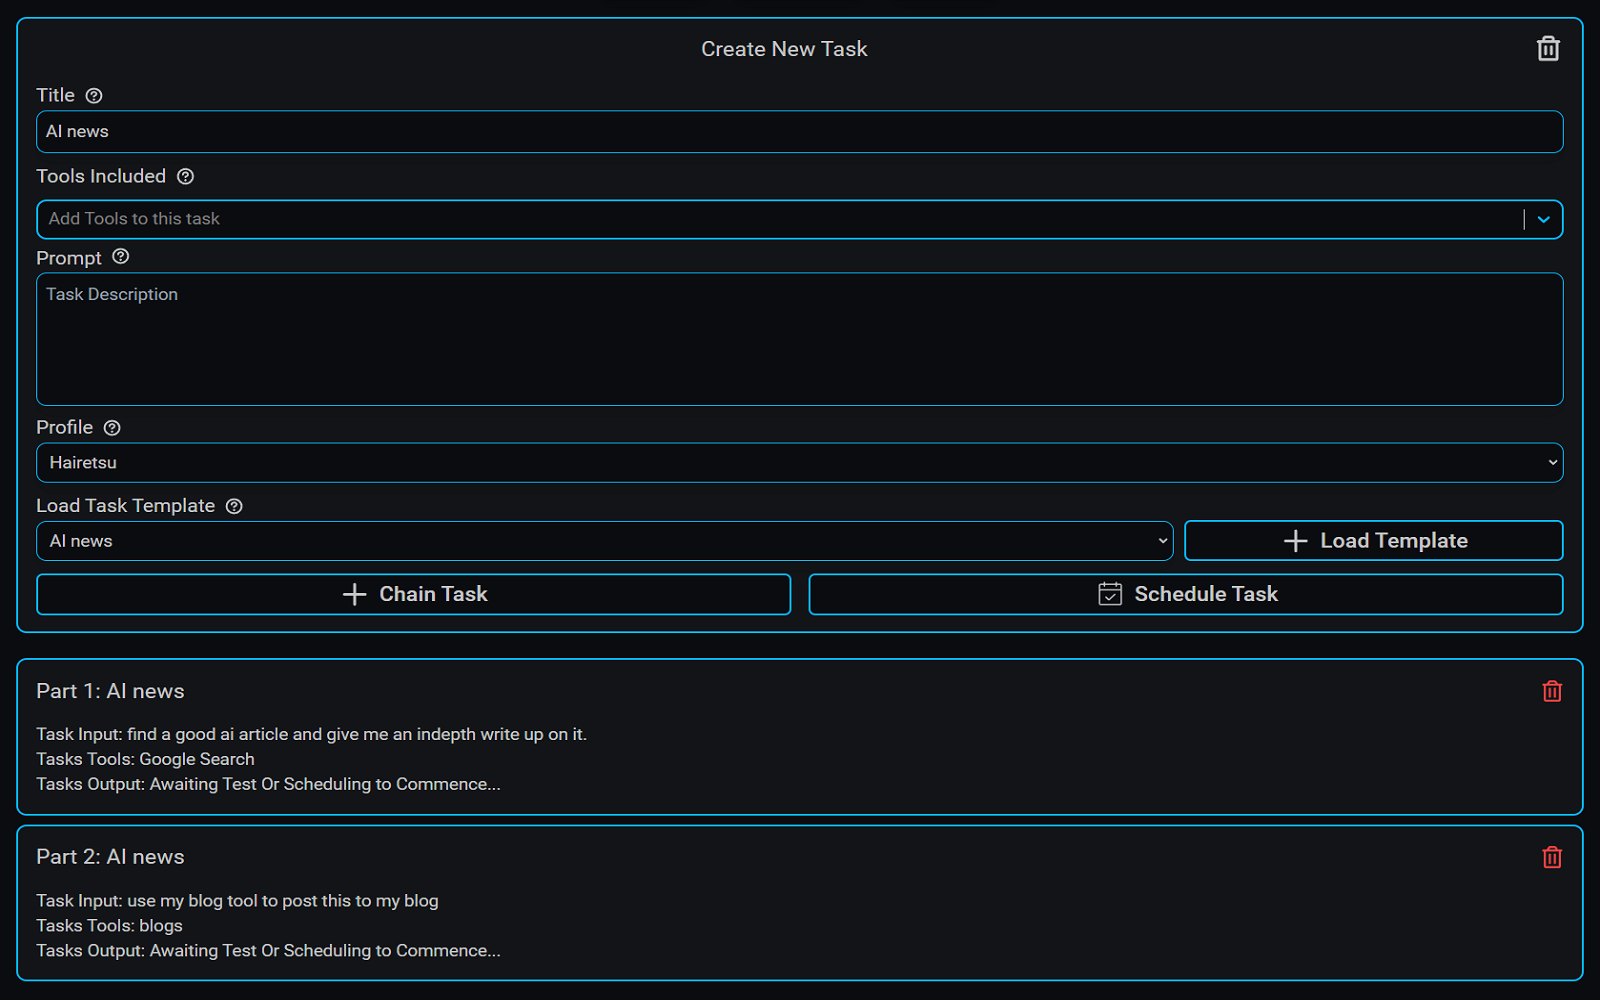 Create New Task
Title
AI news
Tools Included
Add Tools to this task
Prompt
Task Description
Profile
Hairetsu
Load Task Template
AI news
Load Template
Chain Task
Schedule Task
Part 1: AI news
Task Input: find a good ai article and give me an indepth write up on it.
Tasks Tools: Google Search
Tasks Output: Awaiting Test Or Scheduling to Commence...
Part 2: AI news
Task Input: use my blog tool to post this to my blog
Tasks Tools: blogs
Tasks Output: Awaiting Test Or Scheduling to Commence...